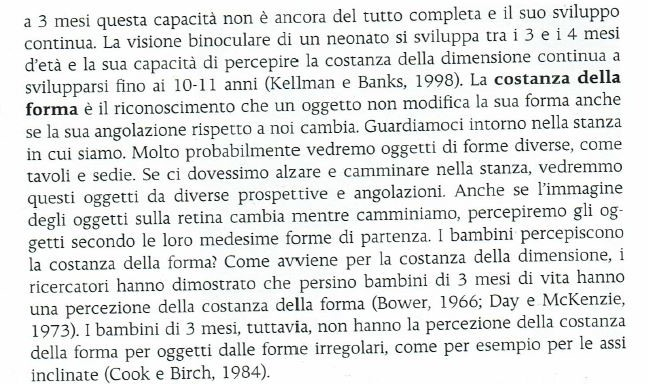 a 3 mesi questa capacità non è ancora del tutto completa e il suo sviluppo
continua. La visione binoculare di un neonato si sviluppa tra i 3 e i 4 mesi
d'età e la sua capacità di percepire la costanza della dimensione continua a
svilupparsi fino ai 10-11 anni (Kellman e Banks, 1998). La costanza della
forma è il riconoscimento che un oggetto non modifica la sua forma anche
se la sua angolazione rispetto a noi cambia. Guardiamoci intorno nella stanza
in cui siamo. Molto probabilmente vedremo oggetti di forme diverse, come
tavoli e sedie. Se ci dovessimo alzare e camminare nella stanza, vedremmo
questi oggetti da diverse prospettive e angolazioni. Anche se l'immagine
degli oggetti sulla retina cambia mentre camminiamo, percepiremo gli og-
getti secondo le loro medesime forme di partenza. I bambini percepiscono
la costanza della forma? Come avviene per la costanza della dimensione, i
ricercatori hanno dimostrato che persino bambini di 3 mesi di vita hanno
una percezione della costanza della forma (Bower, 1966; Day e McKenzie,
1973). I bambini di 3 mesi, tuttavia, non hanno la percezione della costanza
della forma per oggetti dalle forme irregolari, come per esempio per le assi
inclinate (Cook e Birch, 1984).